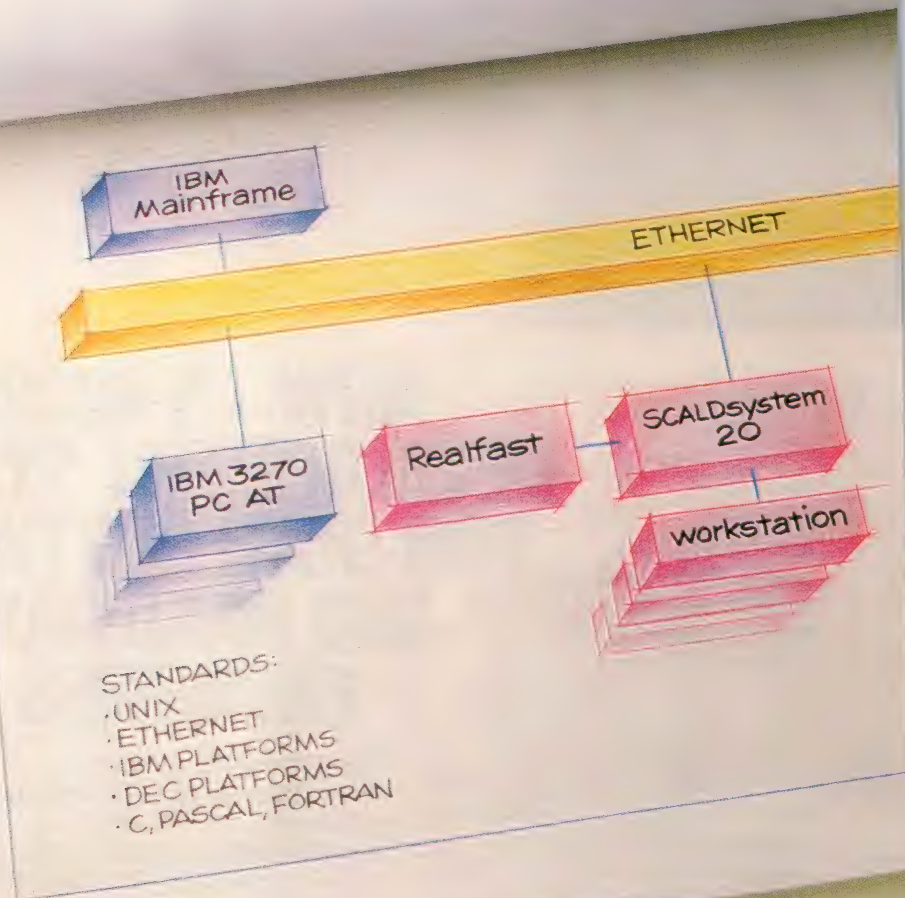 IBM
Mainframe
ETHERNET
IBM 3270
PC AT
Realfast
SCALDsystem
20
workstation
STANDARDS:
· UNIX
· ETHERNET
· IBM PLATFORMS
· DEC PLATFORMS
· C, PASCAL, FORTRAN